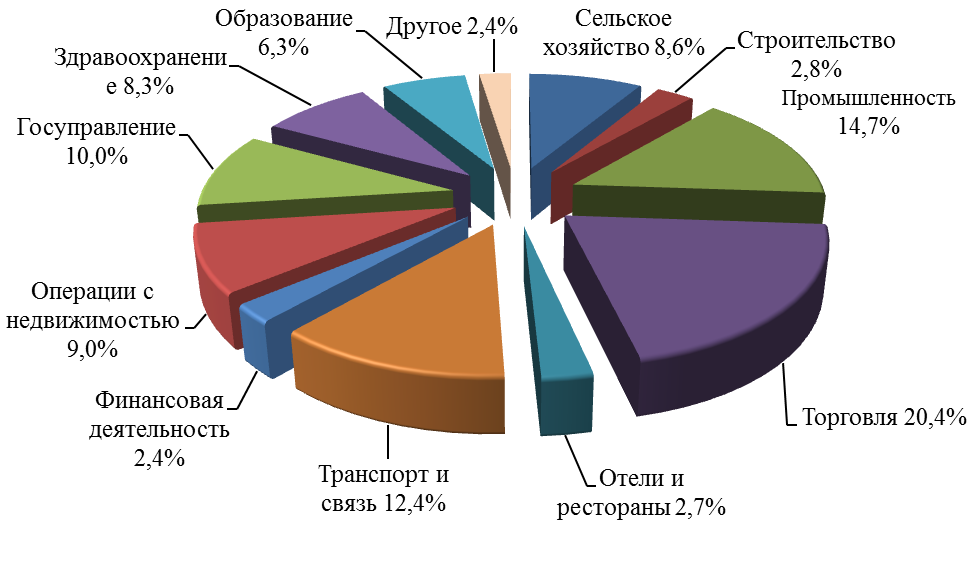 Сельское
хозяйство 8,6%
Строительство
2,8%
Промышленность
14,7%
Торговля 20,4%
Отели и
рестораны 2,7%
Транспорт и
связь 12,4%
Финансовая
деятельность
2,4%
Операции с
недвижимостью
9,0%
Госуправление
10,0%
Здравоохранени
е 8,3%
Образование
6,3%
Другое 2,4%